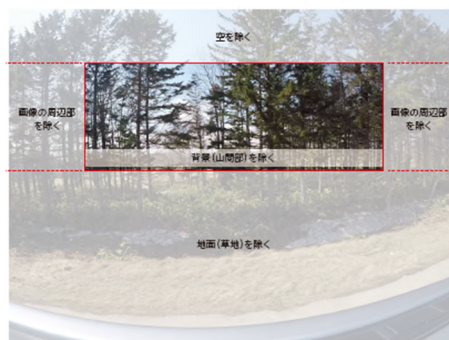 空を除く
画像の周辺部
を除く
画像の周辺部
を除く
背景(山間部)を除く
地面(草地)を除く